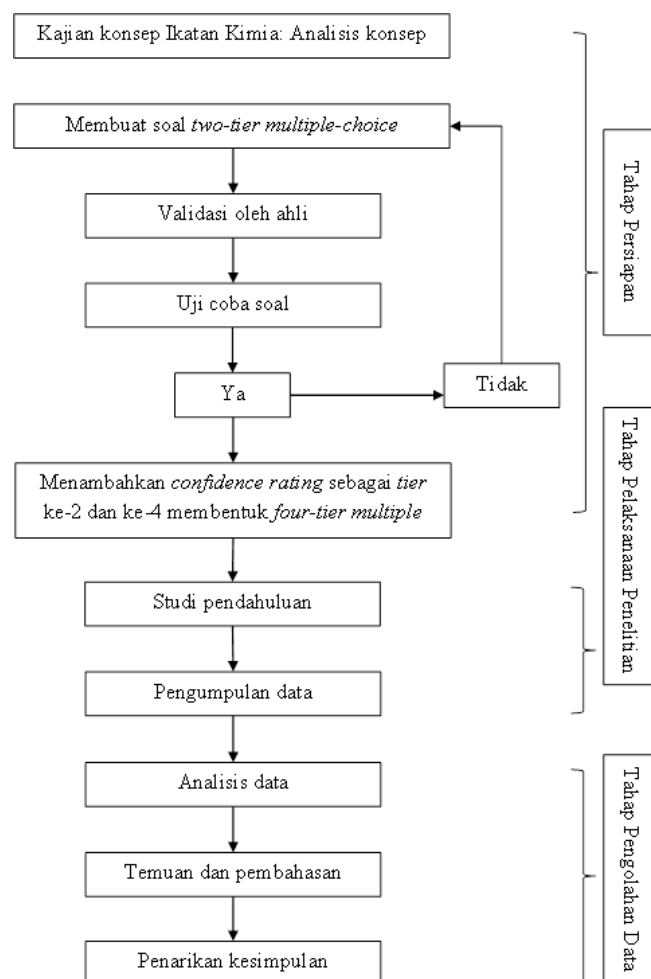 Kajian konsep Ikatan Kimia: Analisis konsep
Membuat soal two-tier multiple-choice
Validasi oleh ahli
Uji coba soal
Ya
Tidak
Menambahkan confidence rating sebagai tier
ke-2 dan ke-4 membentuk four-tier multiple
Studi pendahuluan
Pengumpulan data
Analisis data
Temuan dan pembahasan
Penarikan kesimpulan
Tahap Persiapan
Tahap Pelaksanaan Penelitian
Tahap Pengolahan Data